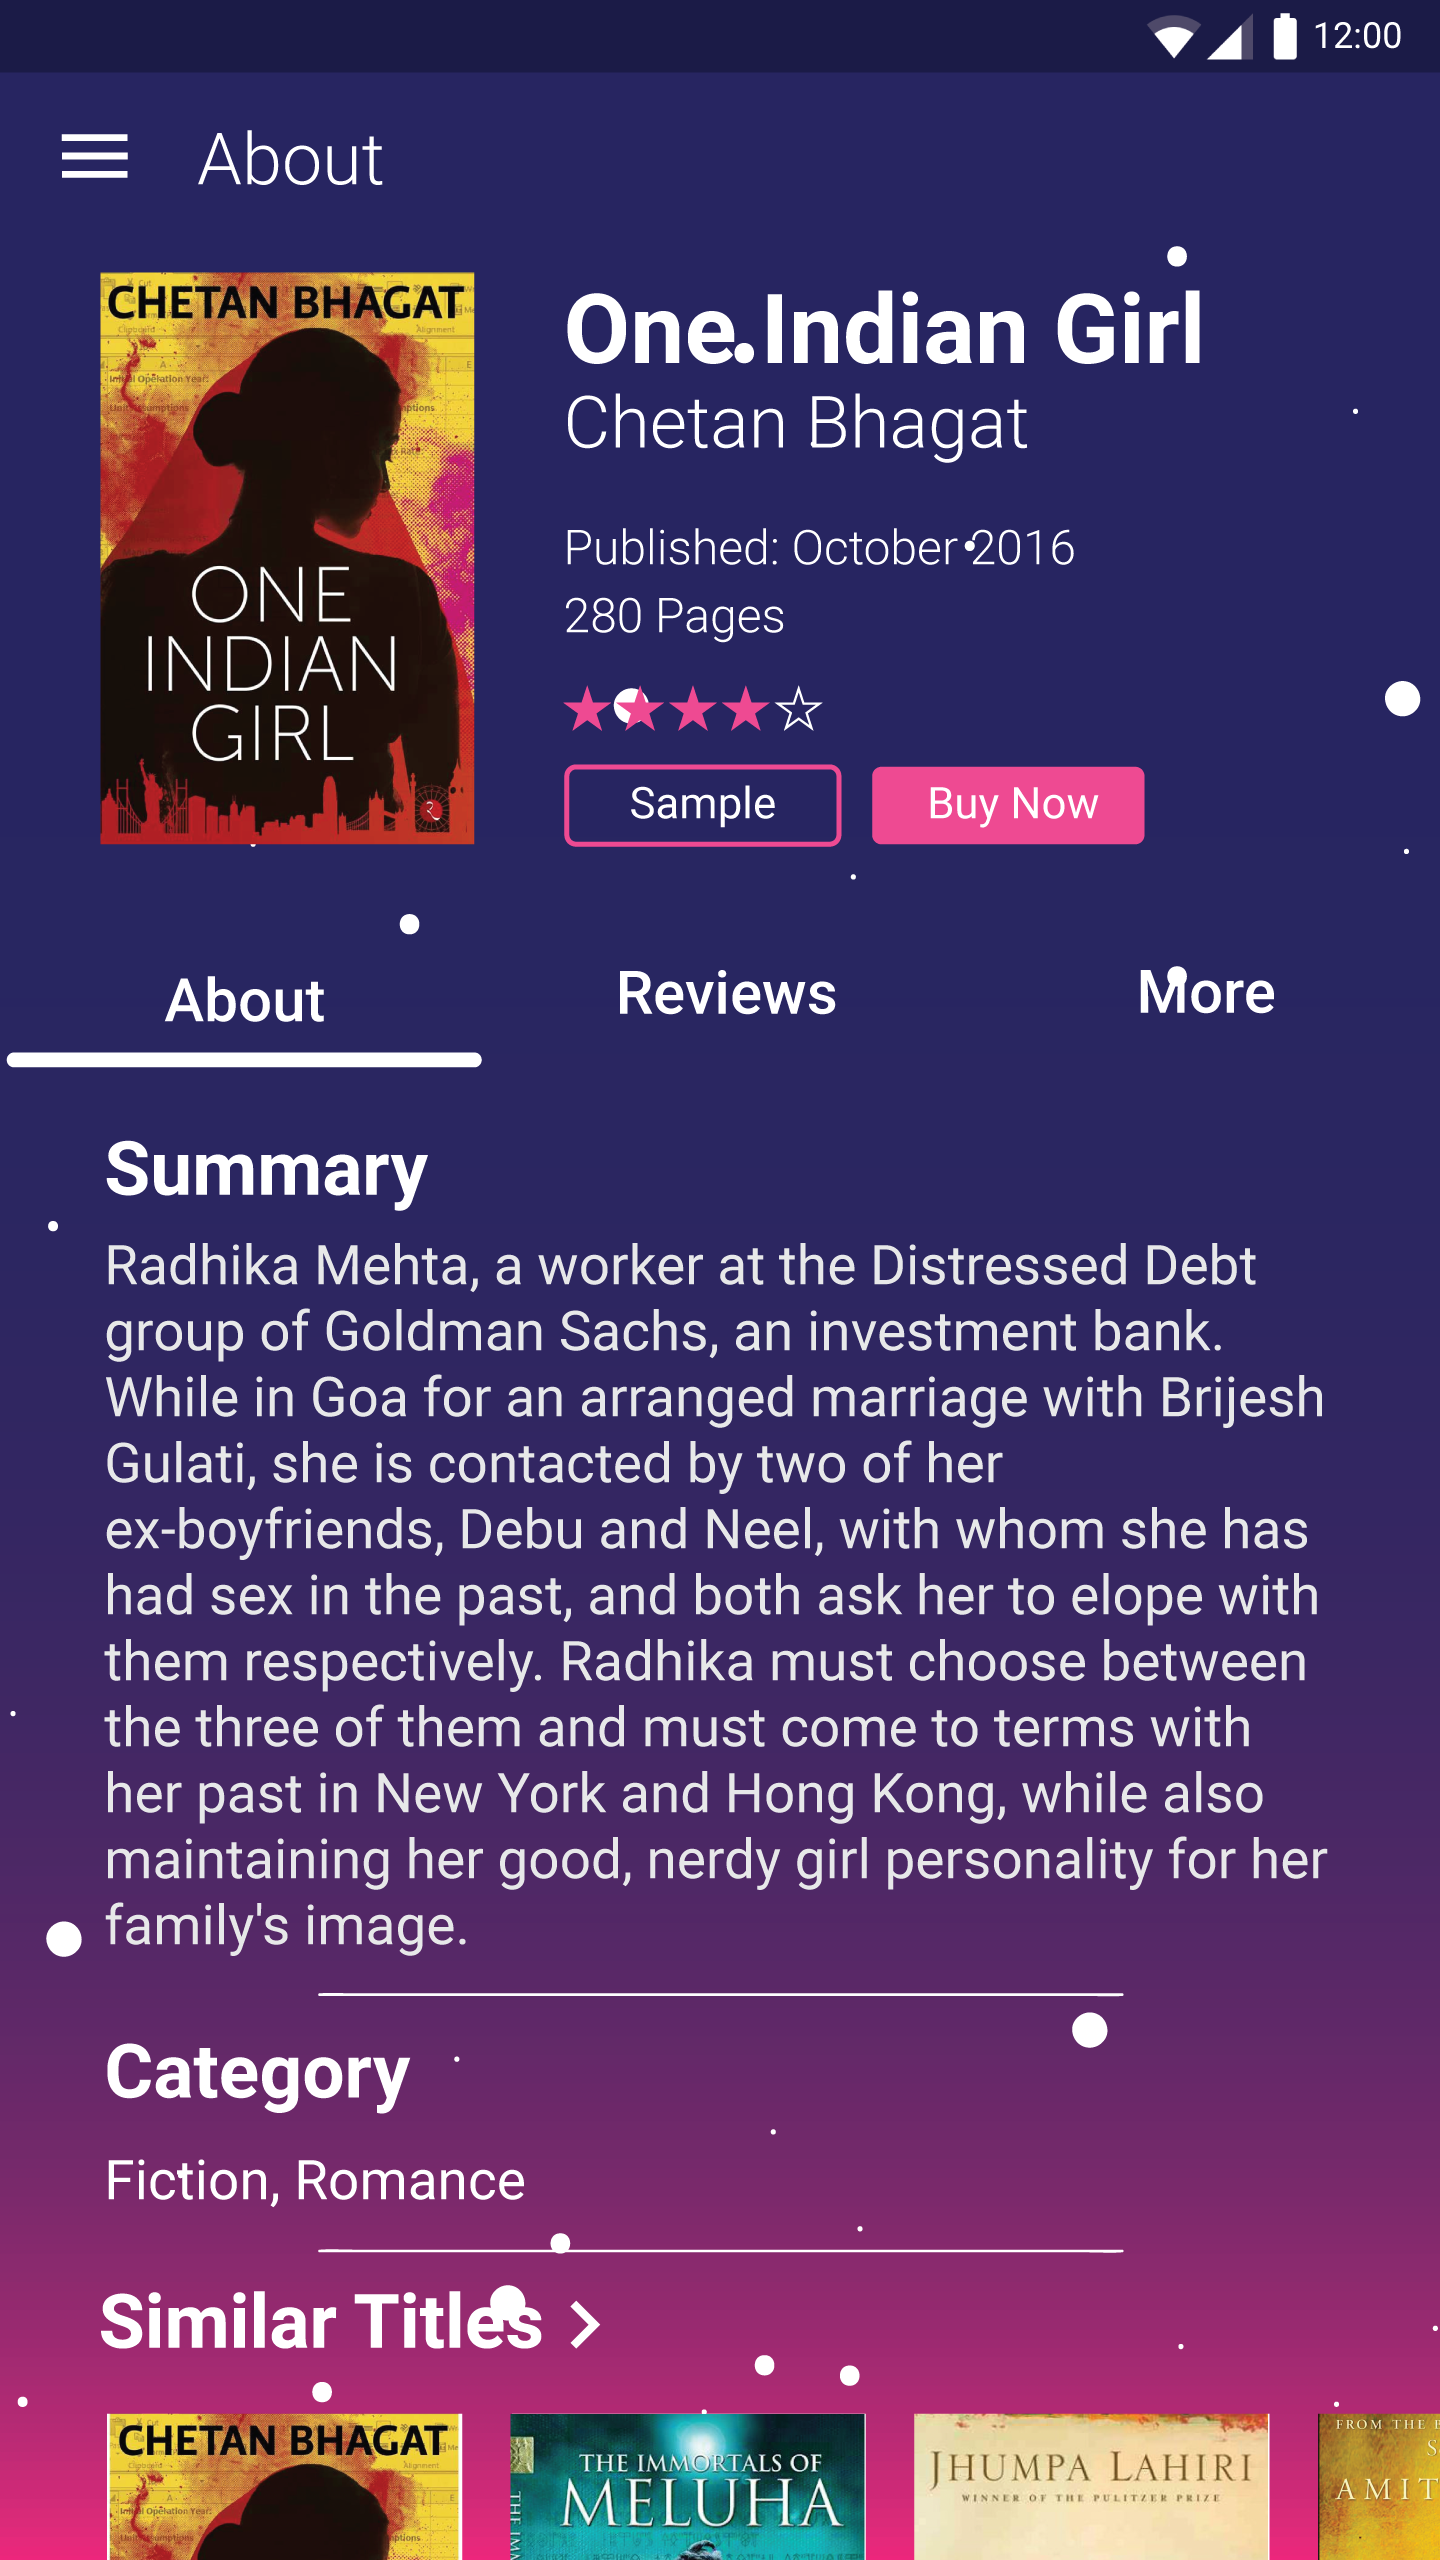 12:00
About
CHETAN BHAGAT
ONE
INDIAN
GIRL
One Indian Girl
Chetan Bhagat
Published: October 2016
280 Pages
Sample
Buy Now
About
Reviews
More
Summary
Radhika Mehta, a worker at the Distressed Debt
group of Goldman Sachs, an investment bank.
While in Goa for an arranged marriage with Brijesh
Gulati, she is contacted by two of her
ex-boyfriends, Debu and Neel, with whom she has
had sex in the past, and both ask her to elope with
them respectively. Radhika must choose between
the three of them and must come to terms with
her past in New York and Hong Kong, while also
maintaining her good, nerdy girl personality for her
family's image.
Category
Fiction, Romance
Similar Titles
CHETAN BHAGAT
THE IMMORTALS OF
MELUHA
JHUMPA LAHIRI
WINNER OF THE PULITZER PRIZE
FROM THE
AMIT